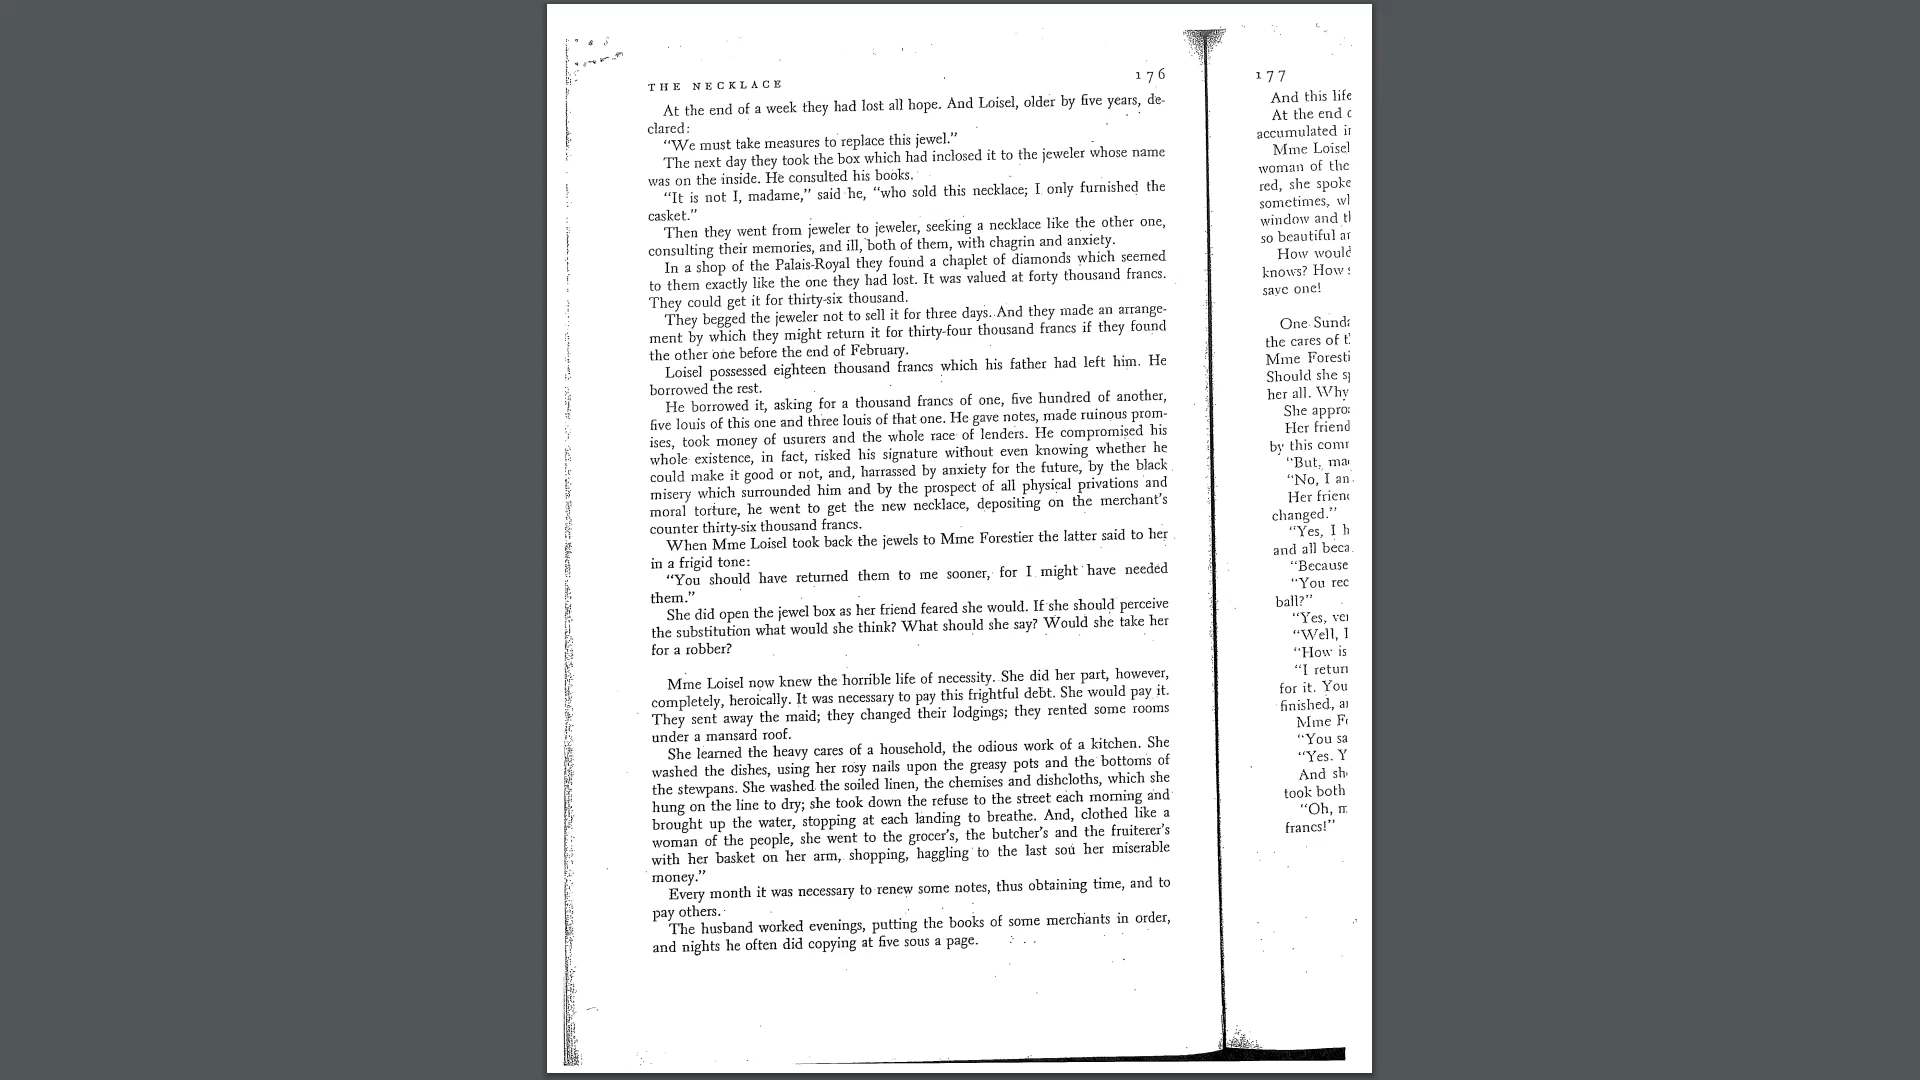 THE NECKLACE 176
At the end of a week they had lost all hope. And Loisel, older by five years, de-
clared:
“We must take measures to replace this jewel.”
The next day they took the box which had inclosed it to the jeweler whose name
was on the inside. He consulted his books.
“It is not I, madame,” said he, “who sold this necklace; I only furnished the
casket.”
Then they went from jeweler to jeweler, seeking a necklace like the other one,
consulting their memories, and ill, both of them, with chagrin and anxiety.
In a shop of the Palais-Royal they found a chaplet of diamonds which seemed
to them exactly like the one they had lost. It was valued at forty thousand francs.
They could get it for thirty-six thousand.
They begged the jeweler not to sell it for three days. And they made an arrange-
ment by which they might return it for thirty-four thousand francs if they found
the other one before the end of February.
Loisel possessed eighteen thousand francs which his father had left him. He
borrowed the rest.
He borrowed it, asking for a thousand francs of one, five hundred of another,
five louis of this one and three louis of that one. He gave notes, made ruinous prom-
ises, took money of usurers and the whole race of lenders. He compromised his
whole existence, in fact, risked his signature without even knowing whether he
could make it good or not, and, harrassed by anxiety for the future, by the black
misery which surrounded him and by the prospect of all physical privations and
moral torture, he went to get the new necklace, depositing on the merchant’s
counter thirty-six thousand francs.
When Mme Loisel took back the jewels to Mme Forestier the latter said to her
in a frigid tone:
“You should have returned them to me sooner, for I might have needed
them.”
She did open the jewel box as her friend feared she would. If she should perceive
the substitution what would she think? What should she say? Would she take her
for a robber?
Mme Loisel now knew the horrible life of necessity. She did her part, however,
completely, heroically. It was necessary to pay this frightful debt. She would pay it.
They sent away the maid; they changed their lodgings; they rented some rooms
under a mansard roof.
She learned the heavy cares of a household, the odious work of a kitchen. She
washed the dishes, using her rosy nails upon the greasy pots and the bottoms of
the stewpans. She washed the soiled linen, the chemises and dishcloths, which she
hung on the line to dry; she took down the refuse to the street each morning and
brought up the water, stopping at each landing to breathe. And, clothed like a
woman of the people, she went to the grocer’s, the butcher’s and the fruiterer’s
with her basket on her arm, shopping, haggling to the last sou her miserable
money.”
Every month it was necessary to renew some notes, thus obtaining time, and to
pay others.
The husband worked evenings, putting the books of some merchants in order,
and nights he often did copying at five sous a page.
177
And this life
At the end
accumulated
Mme Loisel
woman of the
red, she spoke
sometimes,
window and
so beautiful
How would
knows? How
save one!
One
the cares of
Mme
Should she
her all. Why
She
Her friend
by this
“But,
“No, I
Her
changed.”
“Yes, I
and all
“Because
“You
ball?”
“Yes,
“Well, I
“How is
“I
for it. You
finished,
Mme
“You
“Yes.
And
took both
“Oh,
francs!”